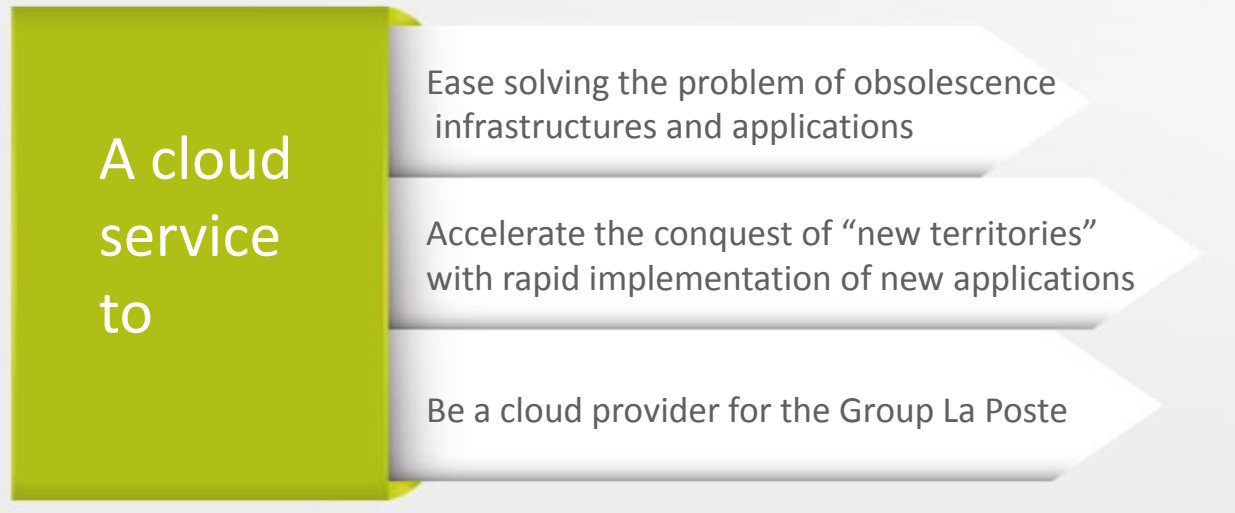 A cloud
service
to
Ease solving the problem of obsolescence
infrastructures and applications
Accelerate the conquest of “new territories”
with rapid implementation of new applications
Be a cloud provider for the Group La Poste